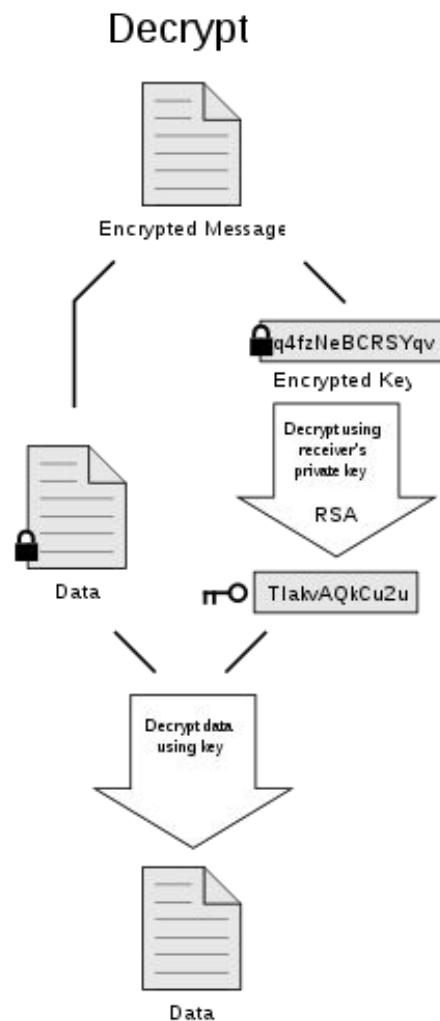 Decrypt
Encrypted Message
q4fzNeBCRSYqv
Encrypted Key
Decrypt using
receiver's
private key
RSA
TIakvAQkCu2u
Data
Decrypt data
using key
Data